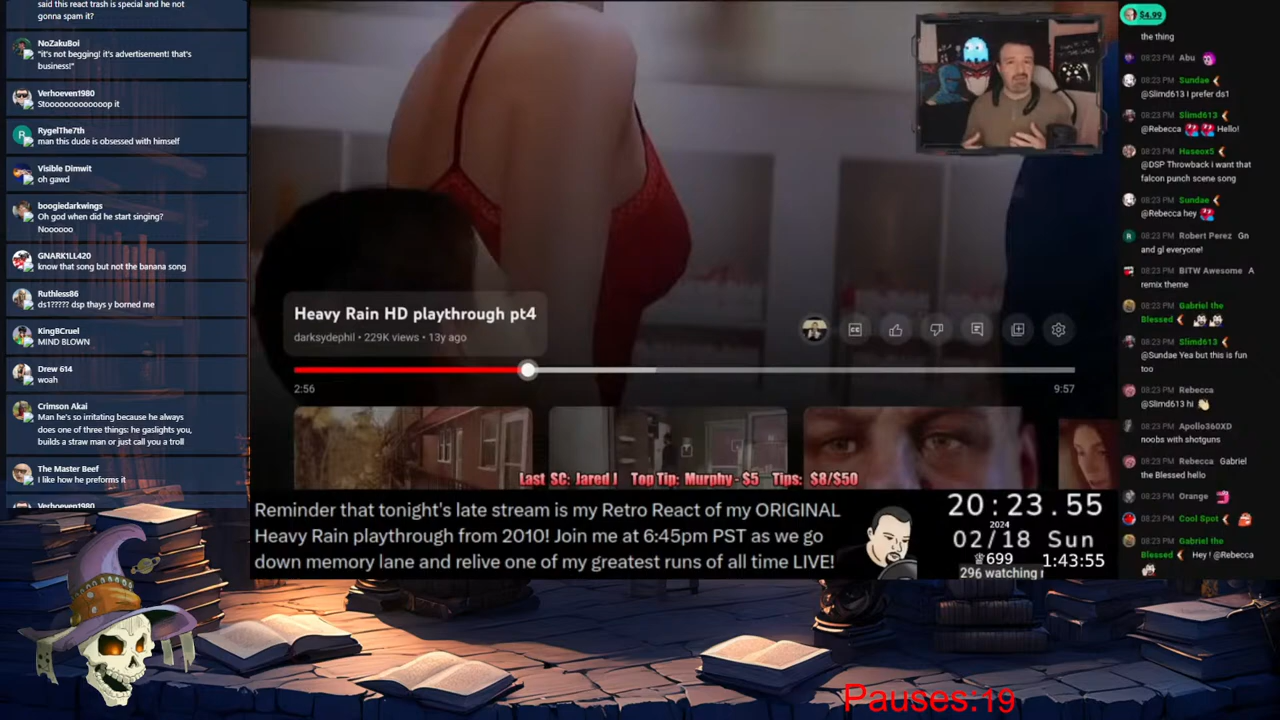 said this react trash is special and he not
gonna spam it?
NoZakuBoi
"it's not begging! it's advertisement! that's
business!"
Verhoeven1980
Stooooooooooooop it
RygelThe7th
man this dude is obsessed with himself
Visible Dimwit
oh gawd
boogiedarkwings
Oh god when did he start singing?
Nooooooo
GNARK1LL420
know that song but not the banana song
Ruthless86
ds1????? dsp thays y borned me
KingBCruel
MIND BLOWN
Drew 614
woah
Crimson Akai
Man he's so irritating because he always
does one of three things: he gaslights you,
builds a straw man or just call you a troll
The Master Beef
I like how he preforms it
Verhoeven1980
Heavy Rain HD playthrough pt4
darksydephil • 229K views • 13y ago
CC
2:56
9:57
Last SC: Jared J Top Tip: Murphy - $5 Tips: $8/$50
Reminder that tonight's late stream is my Retro React of my ORIGINAL
Heavy Rain playthrough from 2010! Join me at 6:45pm PST as we go
down memory lane and relive one of my greatest runs of all time LIVE!
20:23.55
2024
02/18 Sun
699
1:43:55
296 watching
$4.99
the thing
08:23 PM Abu
08:23 PM Sundae
@Slimd613 I prefer ds1
08:23 PM Slimd613
@Rebecca Hello!
08:23 PM Haseox5
@DSP Throwback I want that
falcon punch scene song
08:23 PM Sundae
@Rebecca hey
08:23 PM Robert Perez Gn
and gl everyone!
08:23 PM BITW Awesome A
remix theme
08:23 PM Gabriel the
Blessed
08:23 PM Slimd613
@Sundae Yea but this is fun
too
08:23 PM Rebecca
@Slimd613 hi
08:23 PM Apollo360XD
noobs with shotguns
08:23 PM Rebecca Gabriel
the Blessed hello
08:23 PM Orange
08:23 PM Cool Spot
08:23 PM Gabriel the
Blessed Hey ! @Rebecca
Pauses:19